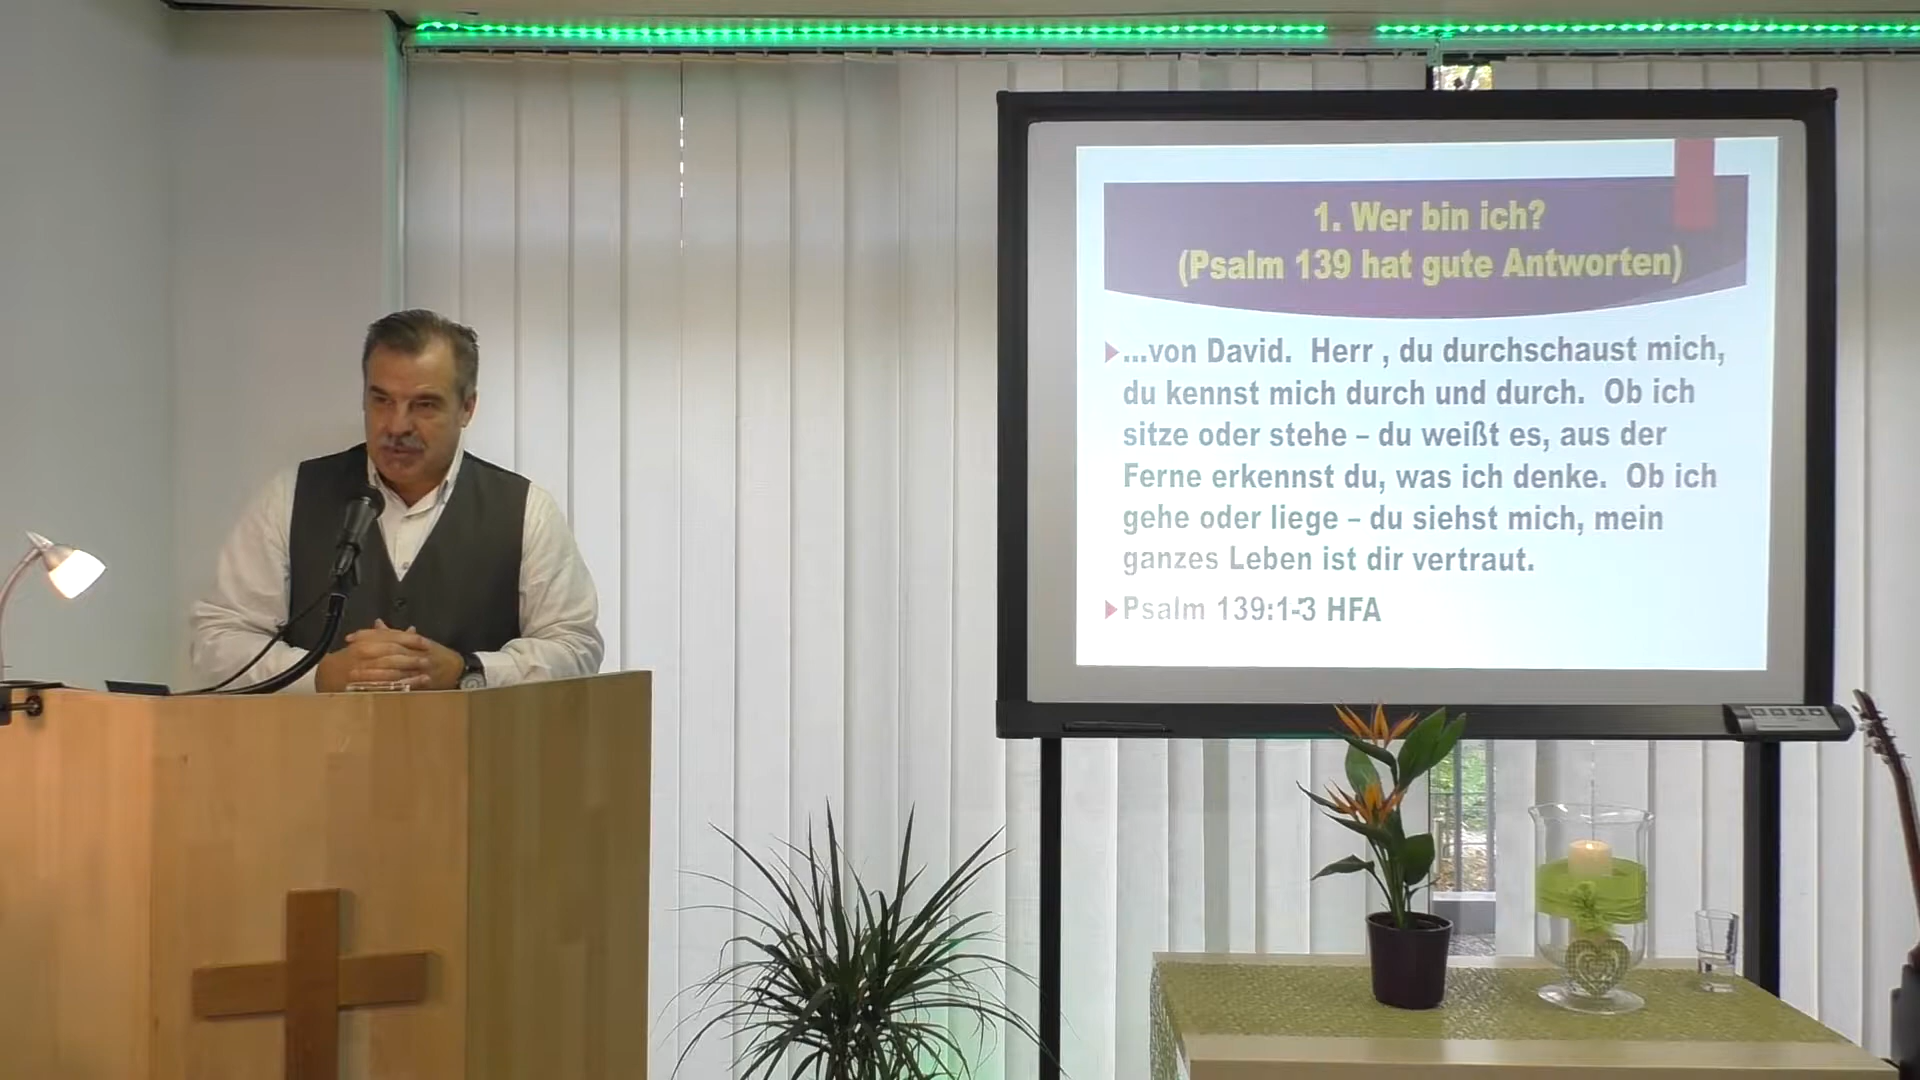 1. Wer bin ich?
(Psalm 139 hat gute Antworten)
...von David. Herr , du durchschaust mich,
du kennst mich durch und durch. Ob ich
sitze oder stehe – du weißt es, aus der
Ferne erkennst du, was ich denke. Ob ich
gehe oder liege – du siehst mich, mein
ganzes Leben ist dir vertraut.
Psalm 139:1-3 HFA